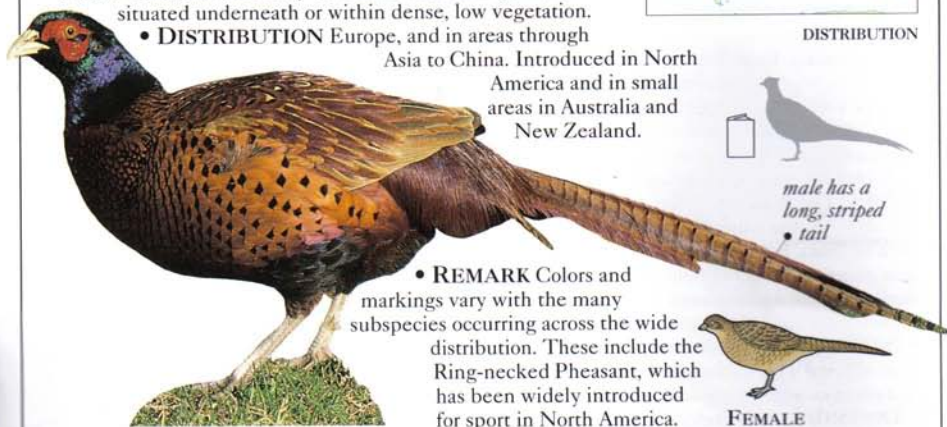 situated underneath or within dense, low vegetation.
• DISTRIBUTION Europe, and in areas through
Asia to China. Introduced in North
America and in small
areas in Australia and
New Zealand.
DISTRIBUTION
male has a
long, striped
• tail
• REMARK Colors and
markings vary with the many
subspecies occurring across the wide
distribution. These include the
Ring-necked Pheasant, which
has been widely introduced
for sport in North America.
FEMALE